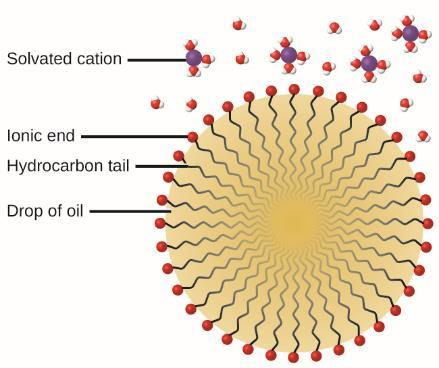 Solvated cation
Ionic end
Hydrocarbon tail
Drop of oil